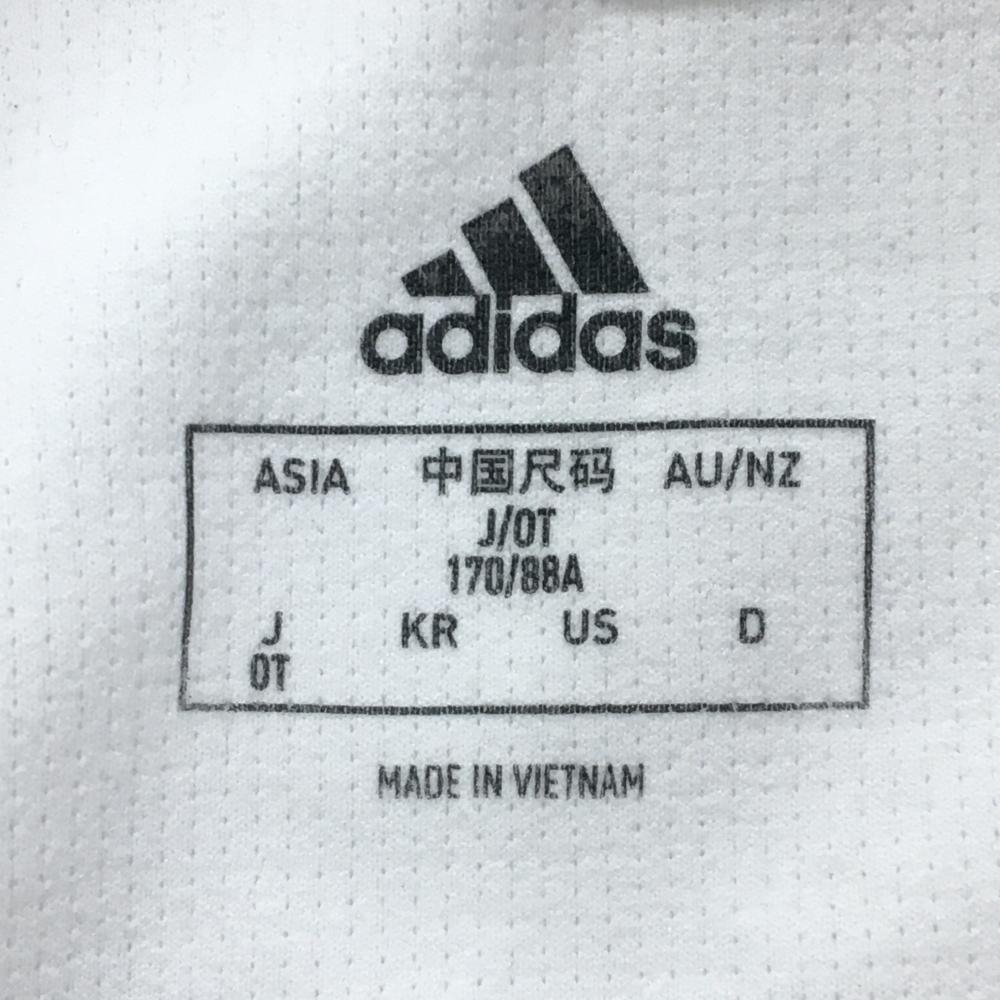 adidas
ASIA 中国尺码 AU/NZ
J/OT
170/88A
J KR US D
OT
MADE IN VIETNAM